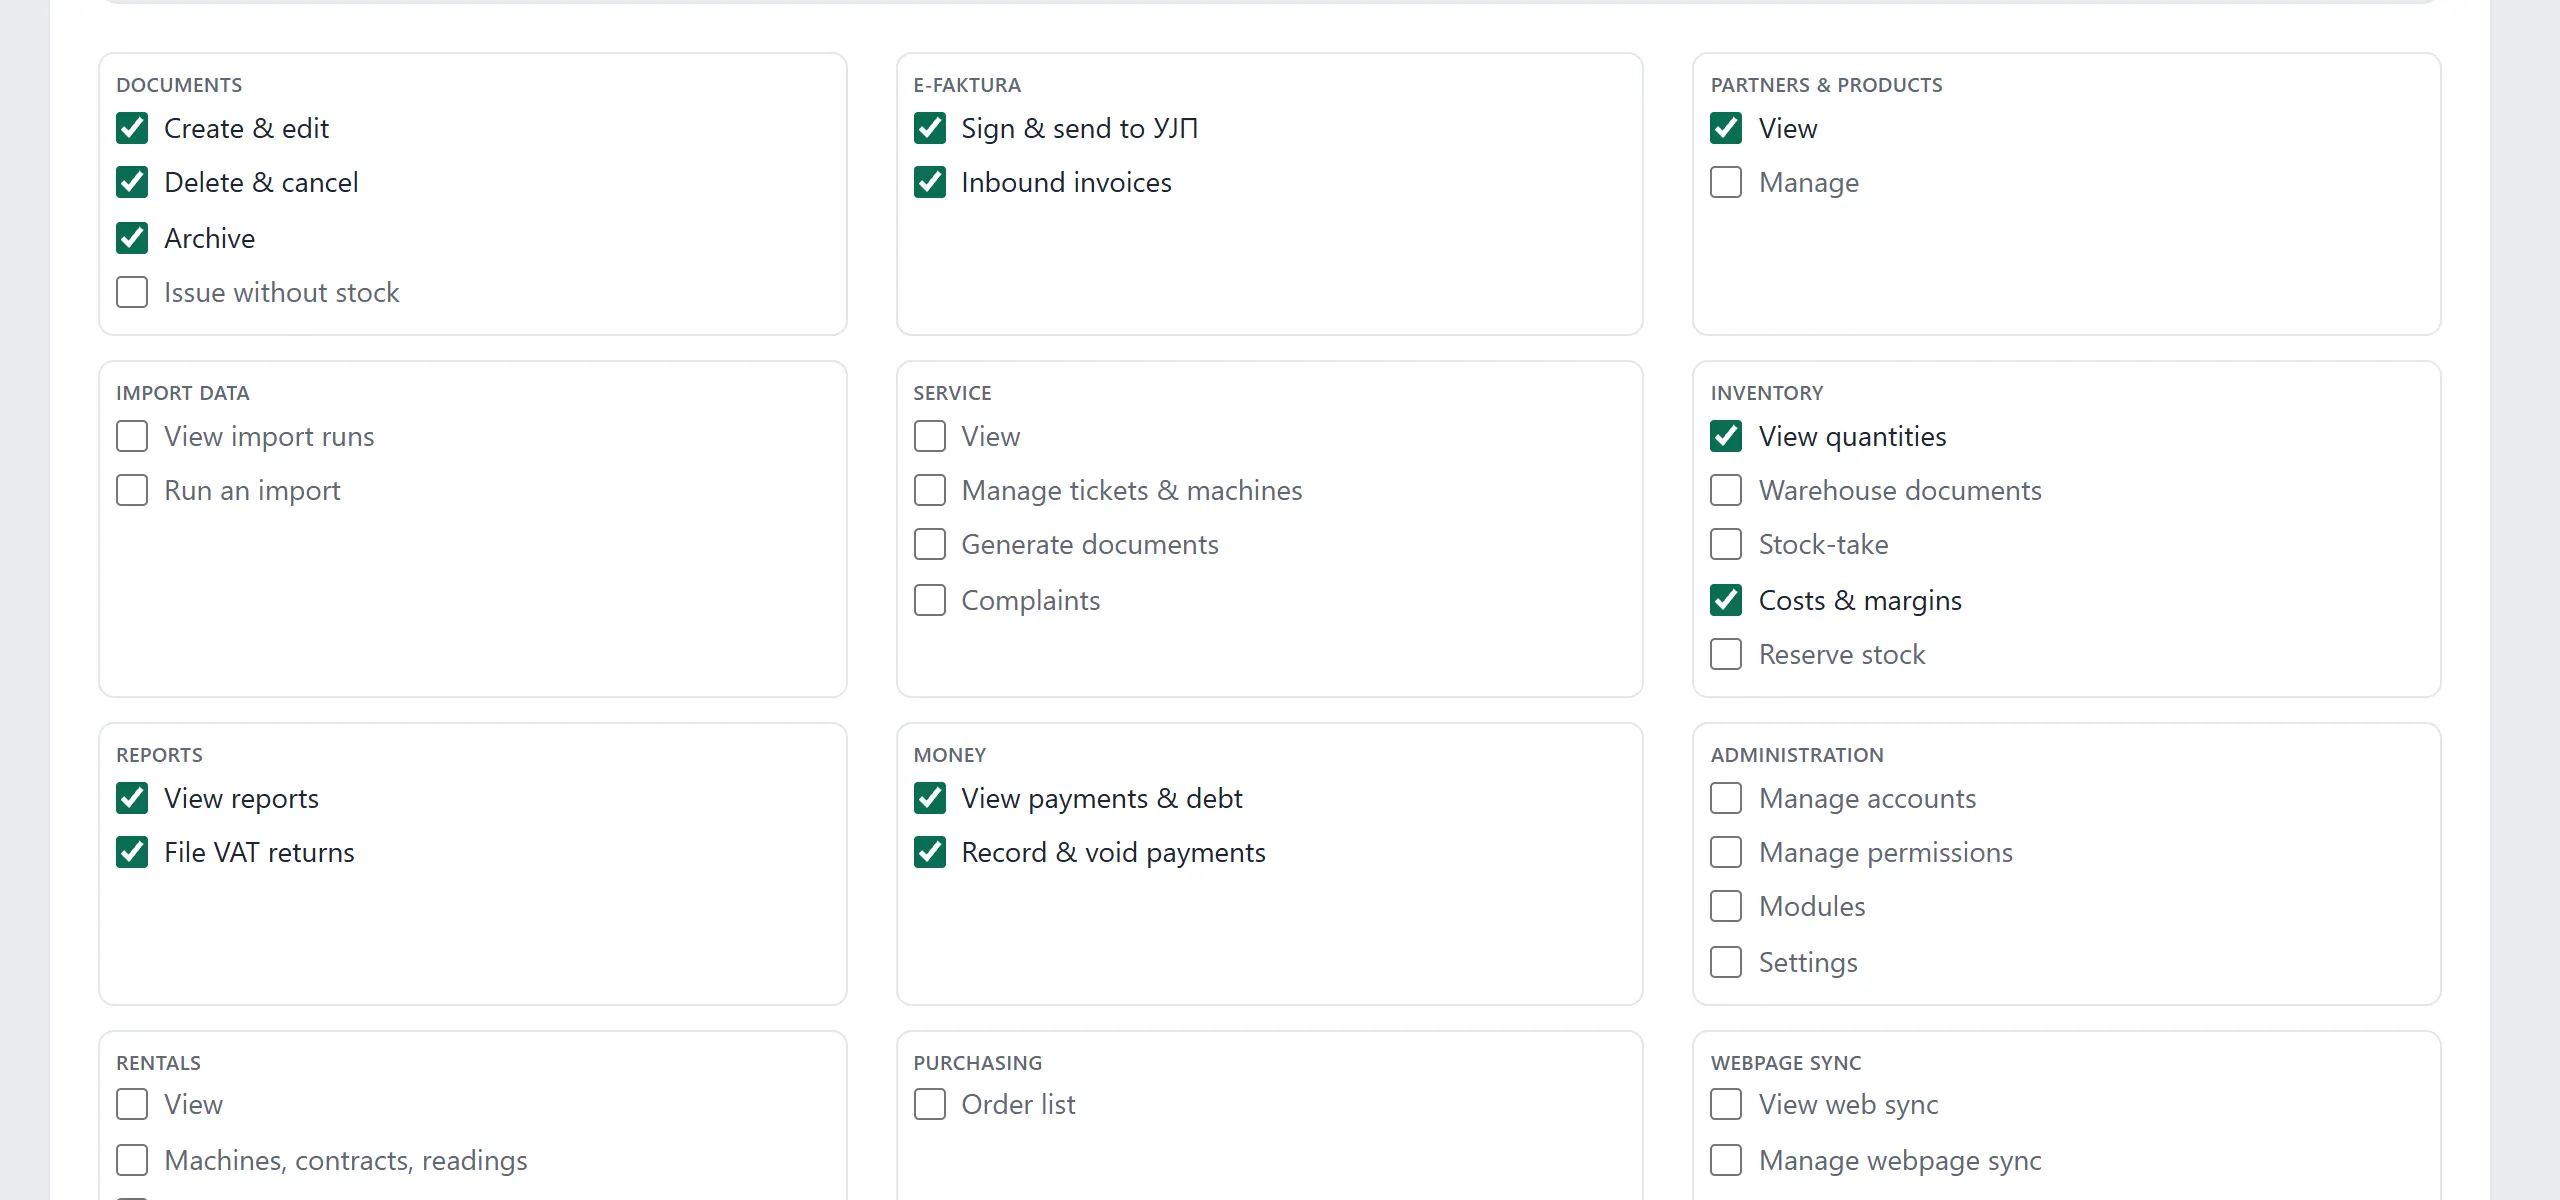 DOCUMENTS
Create & edit
Delete & cancel
Archive
Issue without stock
E-FAKTURA
Sign & send to УЈП
Inbound invoices
PARTNERS & PRODUCTS
View
Manage
IMPORT DATA
View import runs
Run an import
SERVICE
View
Manage tickets & machines
Generate documents
Complaints
INVENTORY
View quantities
Warehouse documents
Stock-take
Costs & margins
Reserve stock
REPORTS
View reports
File VAT returns
MONEY
View payments & debt
Record & void payments
ADMINISTRATION
Manage accounts
Manage permissions
Modules
Settings
RENTALS
View
Machines, contracts, readings
PURCHASING
Order list
WEBPAGE SYNC
View web sync
Manage webpage sync